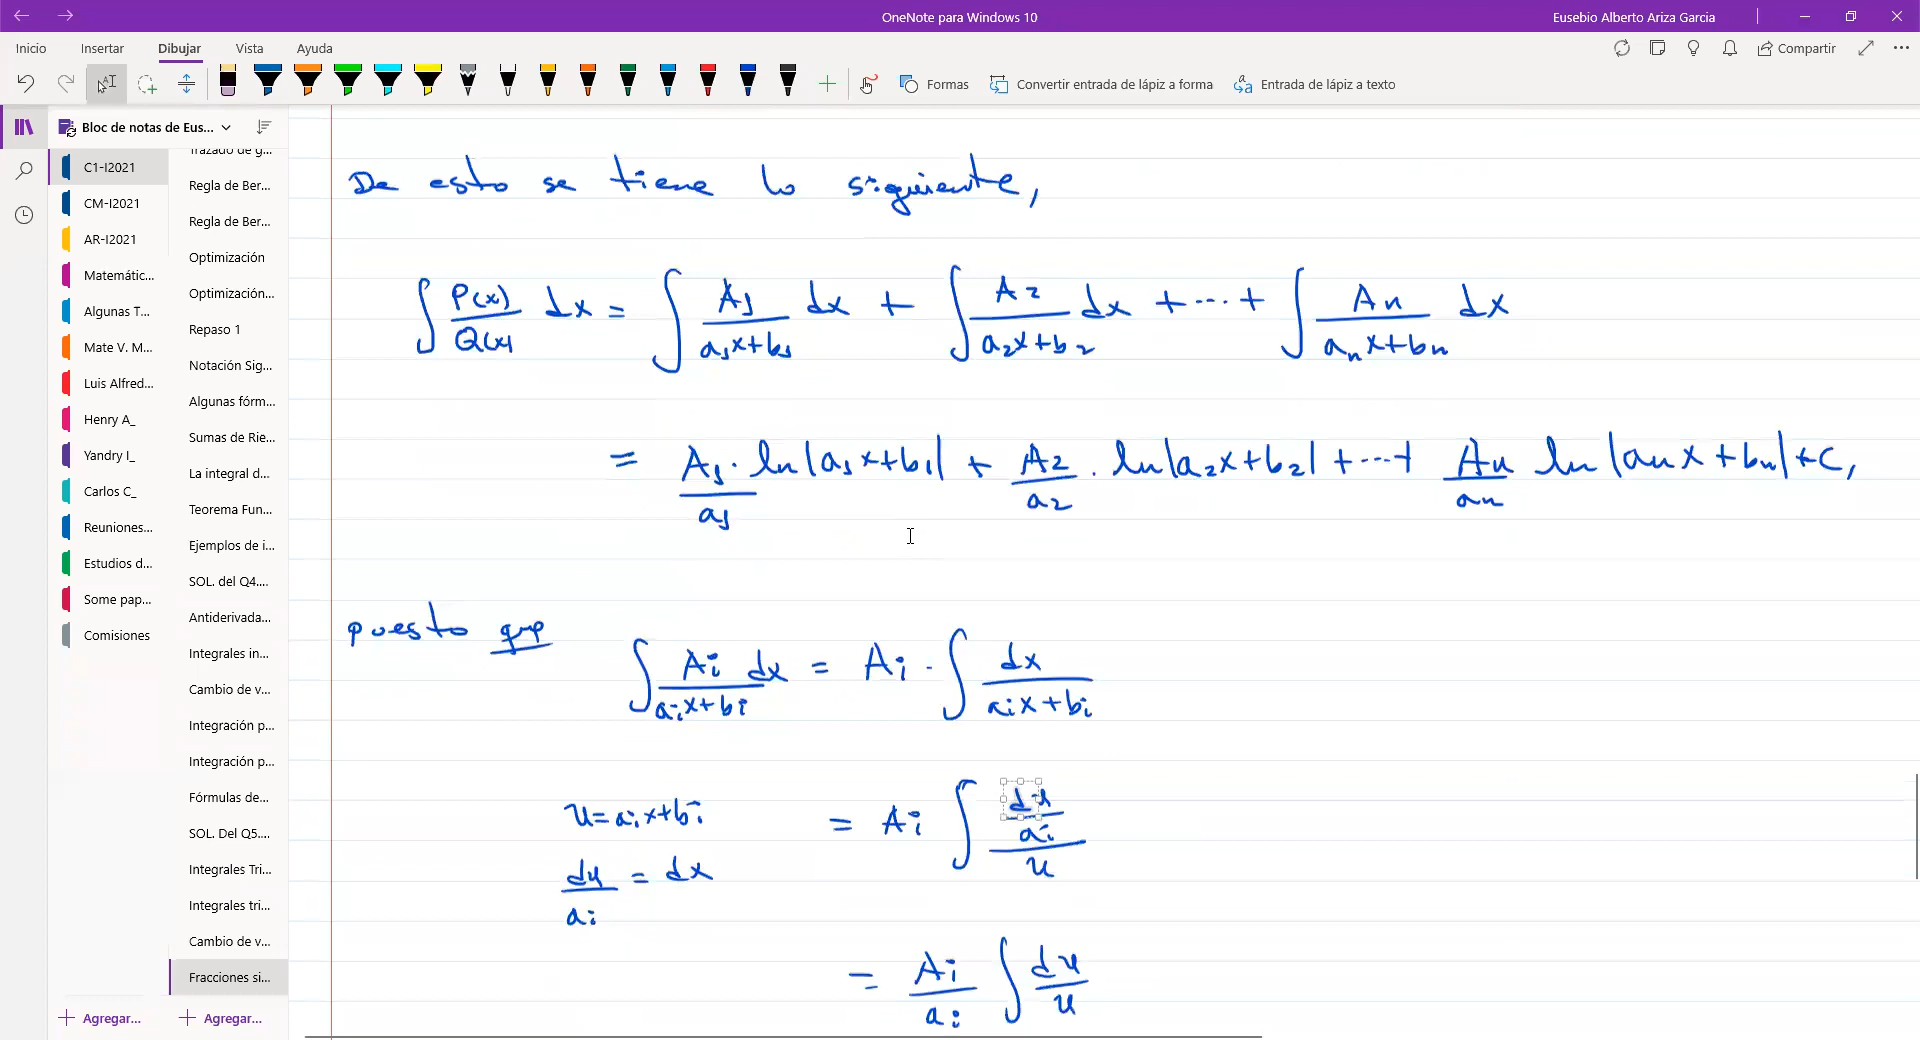 OneNote para Windows 10
Eusebio Alberto Ariza Garcia
Inicio
Insertar
Dibujar
Vista
Ayuda
Compartir
Formas
Convertir entrada de lápiz a forma
Entrada de lápiz a texto
Bloc de notas de Eus...
C1-I2021
CM-I2021
AR-I2021
Matemátic...
Algunas T...
Mate V. M...
Luis Alfred...
Henry A_
Yandry I_
Carlos C_
Reuniones...
Estudios d...
Some pap...
Comisiones
Agregar...
Trazado de g...
Regla de Ber...
Regla de Ber...
Optimización
Optimización...
Repaso 1
Notación Sig...
Algunas fórm...
Sumas de Rie...
La integral d...
Teorema Fun...
Ejemplos de i...
SOL. del Q4....
Antiderivada...
Integrales in...
Cambio de v...
Integración p...
Integración p...
Fórmulas de...
SOL. Del Q5....
Integrales Tri...
Integrales tri...
Cambio de v...
Fracciones si...
Agregar...
De esto se tiene lo siguiente,
∫ P(x)/Q(x) dx = ∫ A₁/(a₁x+b₁) dx + ∫ A₂/(a₂x+b₂) dx + ··· + ∫ Aₙ/(aₙx+bₙ) dx
= A₁/a₁ · ln|a₁x+b₁| + A₂/a₂ · ln|a₂x+b₂| + ··· + Aₙ/aₙ ln|aₙx+bₙ| + C,
puesto que
∫ Aᵢ dx/(aᵢx+bᵢ) = Aᵢ · ∫ dx/(aᵢx+bᵢ)
u = aᵢx+bᵢ
= Aᵢ ∫ (du/aᵢ)/u
du/aᵢ = dx
= Aᵢ/aᵢ ∫ du/u